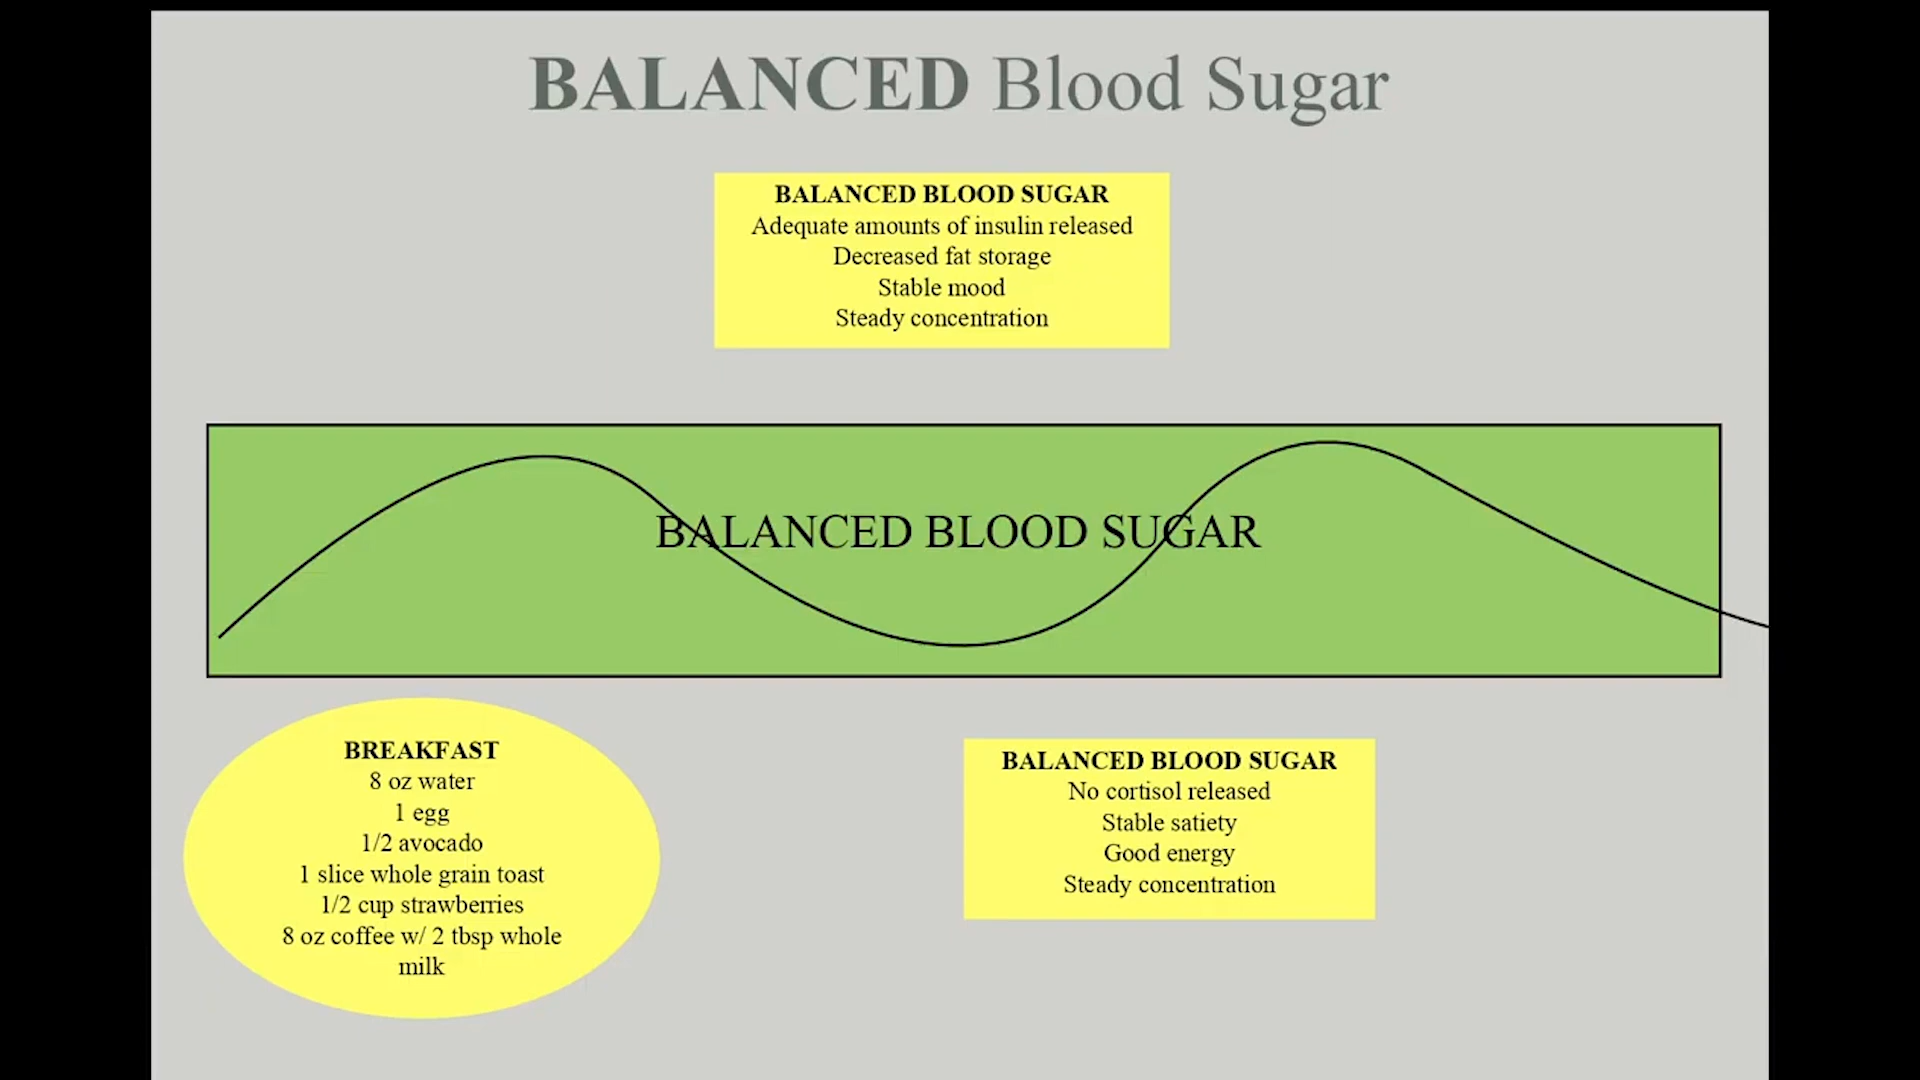 BALANCED Blood Sugar
BALANCED BLOOD SUGAR
Adequate amounts of insulin released
Decreased fat storage
Stable mood
Steady concentration
BALANCED BLOOD SUGAR
BREAKFAST
8 oz water
1 egg
1/2 avocado
1 slice whole grain toast
1/2 cup strawberries
8 oz coffee w/ 2 tbsp whole
milk
BALANCED BLOOD SUGAR
No cortisol released
Stable satiety
Good energy
Steady concentration